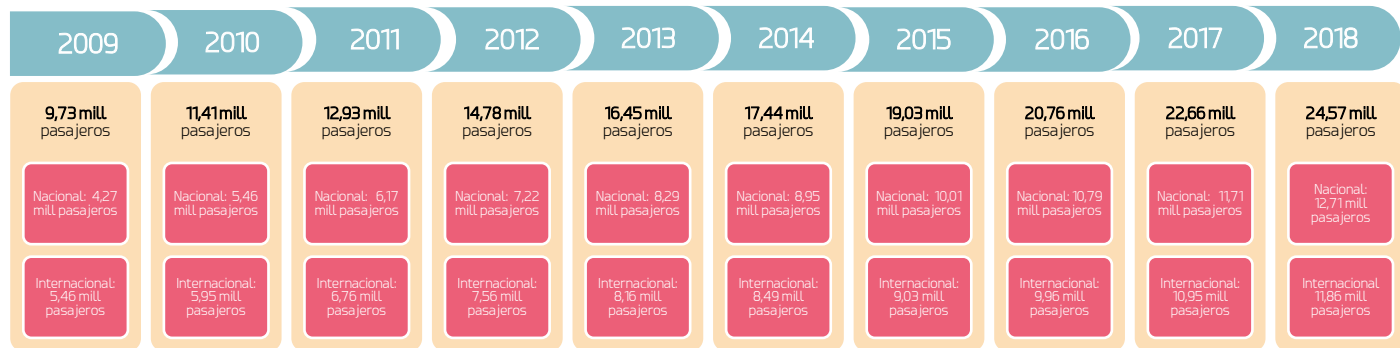 2009
2010
2011
2012
2013
2014
2015
2016
2017
2018
9,73 mill
pasajeros
Nacional: 4,27
mill pasajeros
Internacional:
5,46 mill
pasajeros
11,41 mill
pasajeros
Nacional: 5,46
mill pasajeros
Internacional:
5,95 mill
pasajeros
12,93 mill
pasajeros
Nacional: 6,17
mill pasajeros
Internacional:
6,76 mill
pasajeros
14,78 mill
pasajeros
Nacional: 7,22
mill pasajeros
Internacional:
7,56 mill
pasajeros
16,45 mill
pasajeros
Nacional: 8,29
mill pasajeros
Internacional:
8,16 mill
pasajeros
17,44 mill
pasajeros
Nacional: 8,95
mill pasajeros
Internacional:
8,49 mill
pasajeros
19,03 mill
pasajeros
Nacional: 10,01
mill pasajeros
Internacional:
9,03 mill
pasajeros
20,76 mill
pasajeros
Nacional: 10,79
mill pasajeros
Internacional:
9,96 mill
pasajeros
22,66 mill
pasajeros
Nacional: 11,71
mill pasajeros
Internacional:
10,95 mill
pasajeros
24,57 mill
pasajeros
Nacional:
12,71 mill
pasajeros
Internacional
11,86 mill
pasajeros